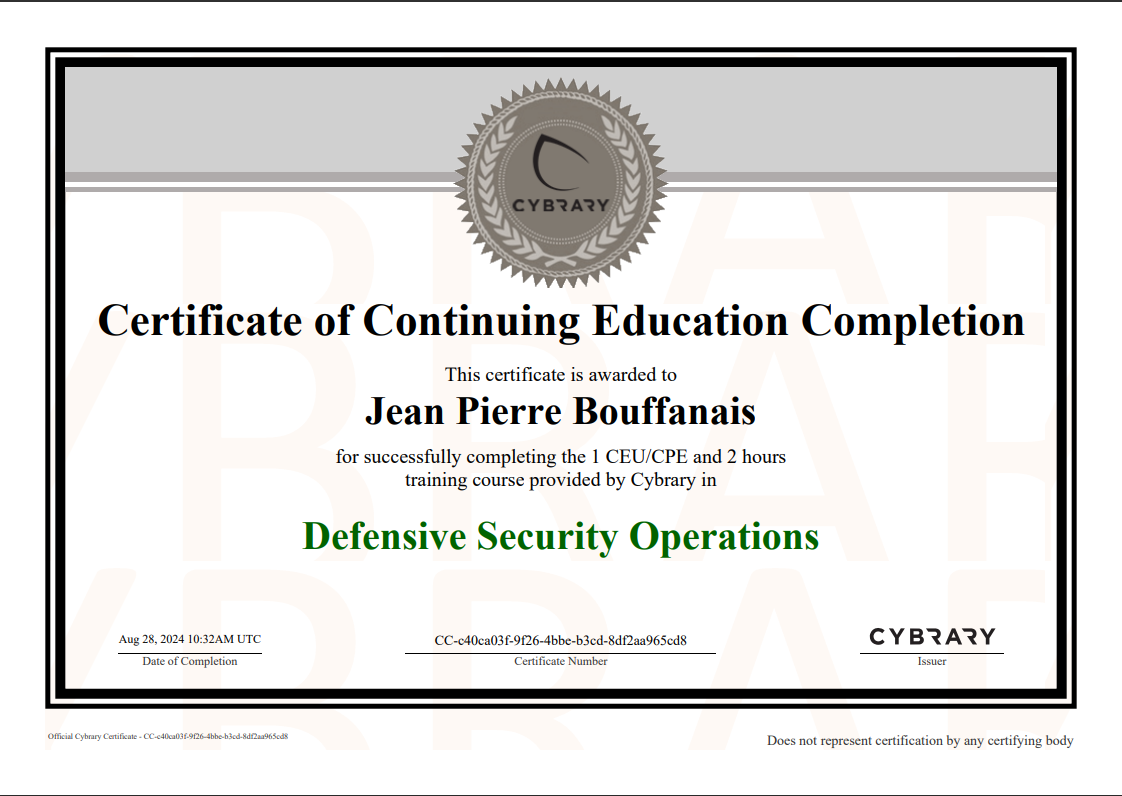 CYBRARY
Certificate of Continuing Education Completion
This certificate is awarded to
Jean Pierre Bouffanais
for successfully completing the 1 CEU/CPE and 2 hours
training course provided by Cybrary in
Defensive Security Operations
Aug 28, 2024 10:32AM UTC
Date of Completion
CC-c40ca03f-9f26-4bbe-b3cd-8df2aa965cd8
Certificate Number
CYBRARY
Issuer
Official Cybrary Certificate - CC-c40ca03f-9f26-4bbe-b3cd-8df2aa965cd8
Does not represent certification by any certifying body